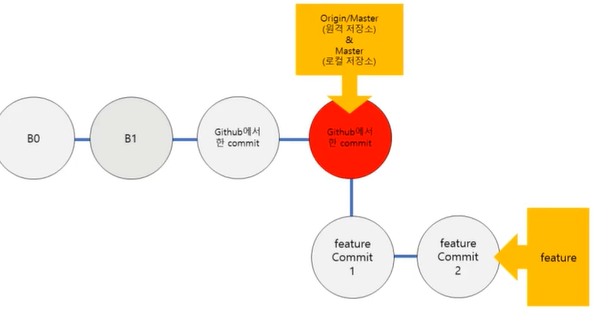 Origin/Master
(원격 저장소)
&
Master
(로컬 저장소)
B0
B1
Github에서
한 commit
Github에서
한 commit
feature
Commit
1
feature
Commit
2
feature